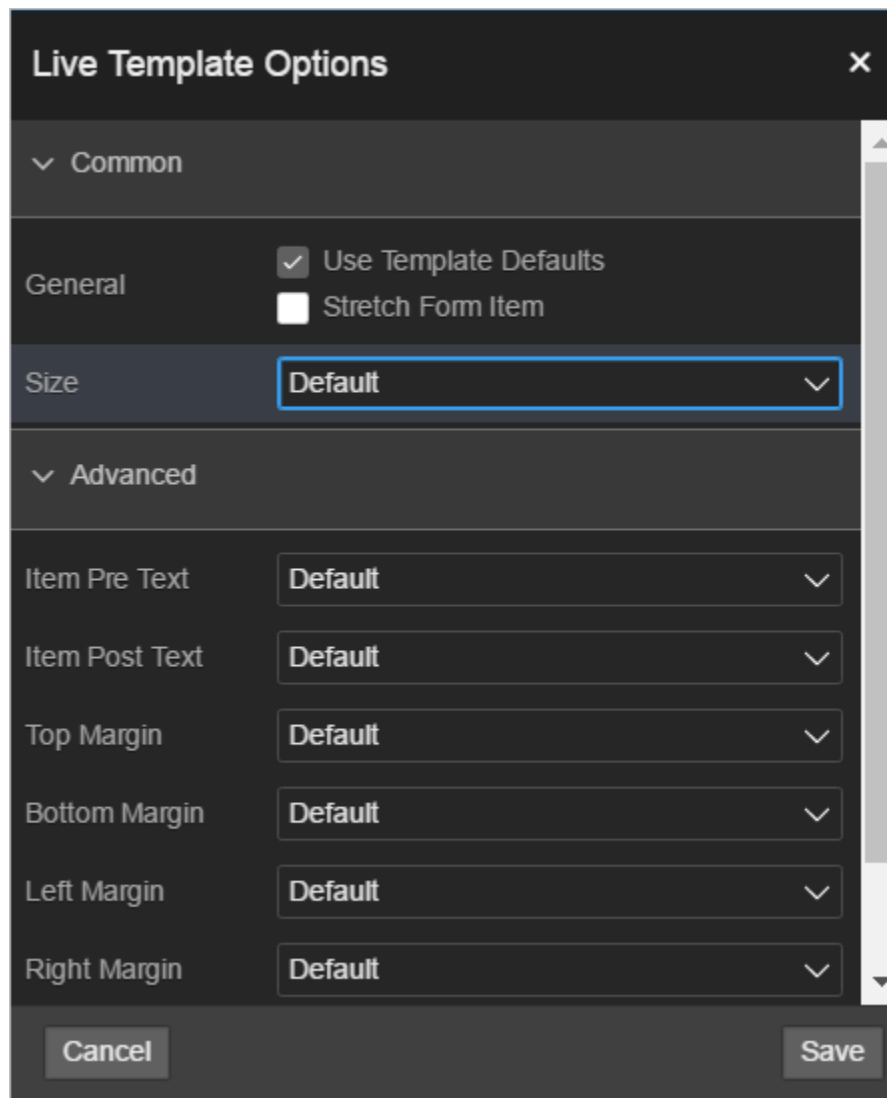 Live Template Options
Common
General
Use Template Defaults
Stretch Form Item
Size Default
Advanced
Item Pre Text Default
Item Post Text Default
Top Margin Default
Bottom Margin Default
Left Margin Default
Right Margin Default
Cancel Save